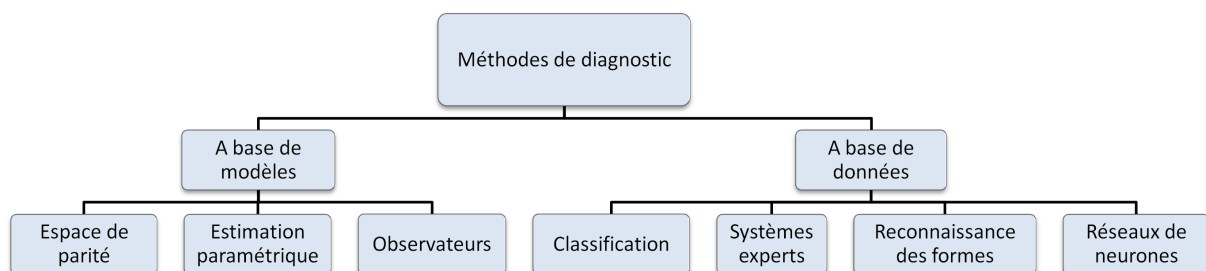 Méthodes de diagnostic
A base de
modèles
A base de
données
Espace de
parité
Estimation
paramétrique
Observateurs
Classification
Systèmes
experts
Reconnaissance
des formes
Réseaux de
neurones